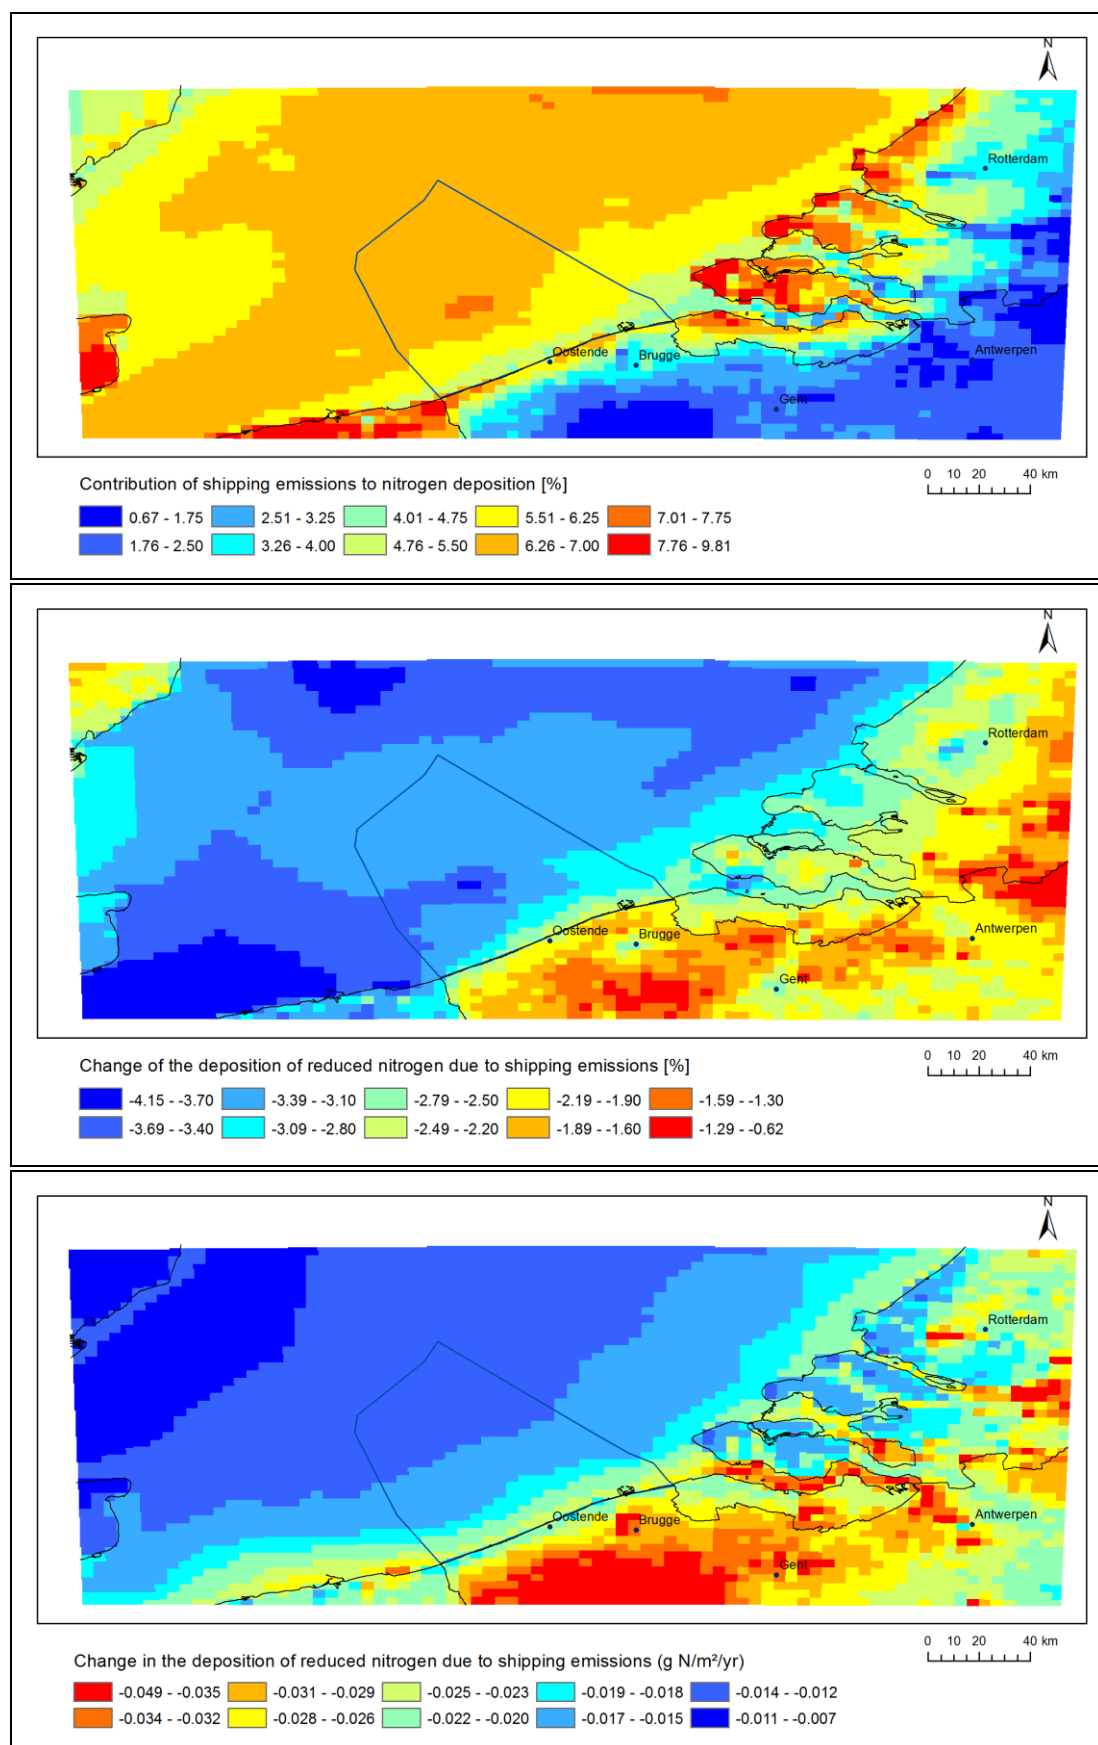 N
Rotterdam
Oostende
Brugge
Antwerpen
Gent
0 10 20 40 km
Contribution of shipping emissions to nitrogen deposition [%]
0.67 - 1.75 2.51 - 3.25 4.01 - 4.75 5.51 - 6.25 7.01 - 7.75
1.76 - 2.50 3.26 - 4.00 4.76 - 5.50 6.26 - 7.00 7.76 - 9.81
N
Rotterdam
Oostende
Brugge
Antwerpen
Gent
0 10 20 40 km
Change of the deposition of reduced nitrogen due to shipping emissions [%]
-4.15 - -3.70 -3.39 - -3.10 -2.79 - -2.50 -2.19 - -1.90 -1.59 - -1.30
-3.69 - -3.40 -3.09 - -2.80 -2.49 - -2.20 -1.89 - -1.60 -1.29 - -0.62
N
Rotterdam
Oostende
Brugge
Antwerpen
Gent
0 10 20 40 km
Change in the deposition of reduced nitrogen due to shipping emissions (g N/m²/yr)
-0.049 - -0.035 -0.031 - -0.029 -0.025 - -0.023 -0.019 - -0.018 -0.014 - -0.012
-0.034 - -0.032 -0.028 - -0.026 -0.022 - -0.020 -0.017 - -0.015 -0.011 - -0.007